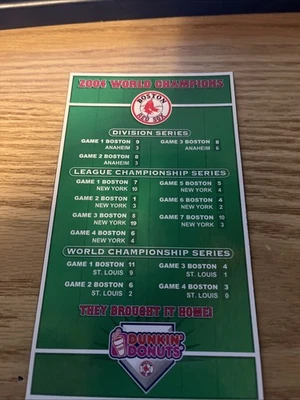 2004 WORLD CHAMPIONS
BOSTON
RED SOX
DIVISION SERIES
GAME 1 BOSTON 9
ANAHEIM 3
GAME 2 BOSTON 8
ANAHEIM 3
GAME 3 BOSTON 8
ANAHEIM 6
LEAGUE CHAMPIONSHIP SERIES
GAME 1 BOSTON 7
NEW YORK 10
GAME 2 BOSTON 1
NEW YORK 3
GAME 3 BOSTON 8
NEW YORK 19
GAME 4 BOSTON 6
NEW YORK 4
GAME 5 BOSTON 5
NEW YORK 4
GAME 6 BOSTON 4
NEW YORK 2
GAME 7 BOSTON 10
NEW YORK 3
WORLD CHAMPIONSHIP SERIES
GAME 1 BOSTON 11
ST. LOUIS 9
GAME 2 BOSTON 6
ST. LOUIS 2
GAME 3 BOSTON 4
ST. LOUIS 1
GAME 4 BOSTON 3
ST. LOUIS 0
THEY BROUGHT IT HOME!
DUNKIN'
DONUTS